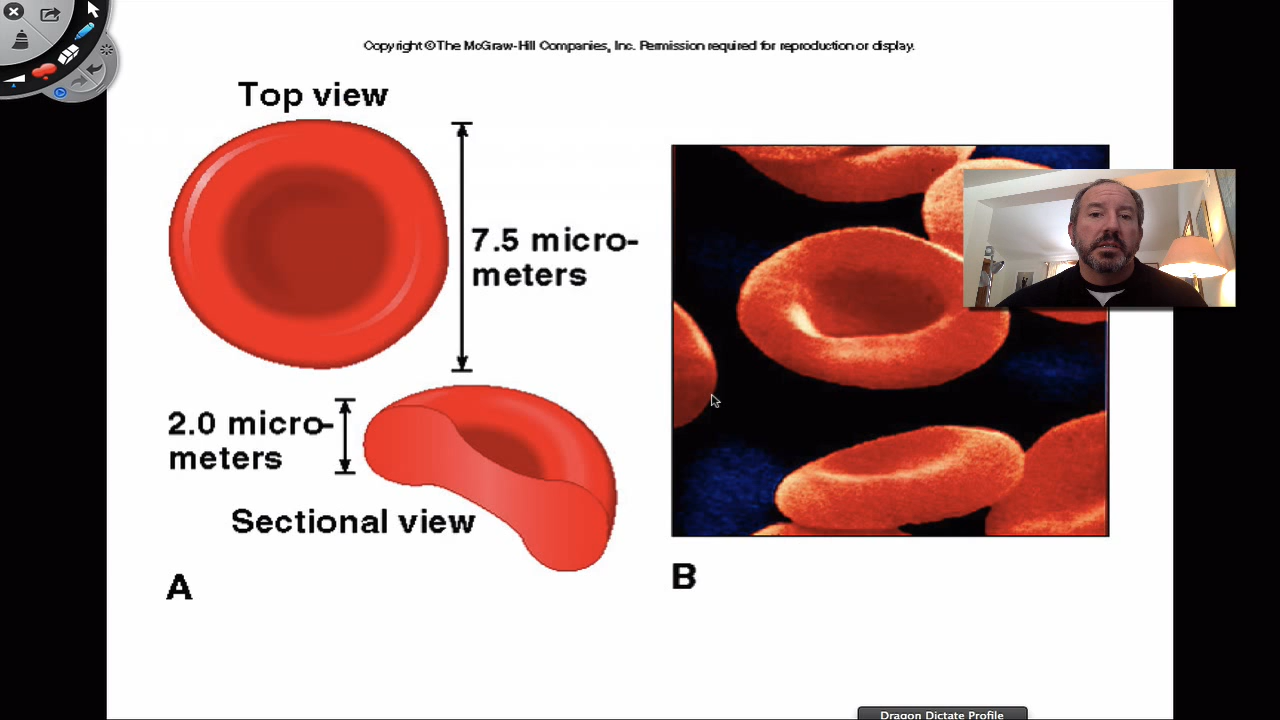 Copyright ©The McGraw-Hill Companies, Inc. Permission required for reproduction or display.
Top view
7.5 micro-
meters
2.0 micro-
meters
Sectional view
A
B
Dragon Dictate Profile